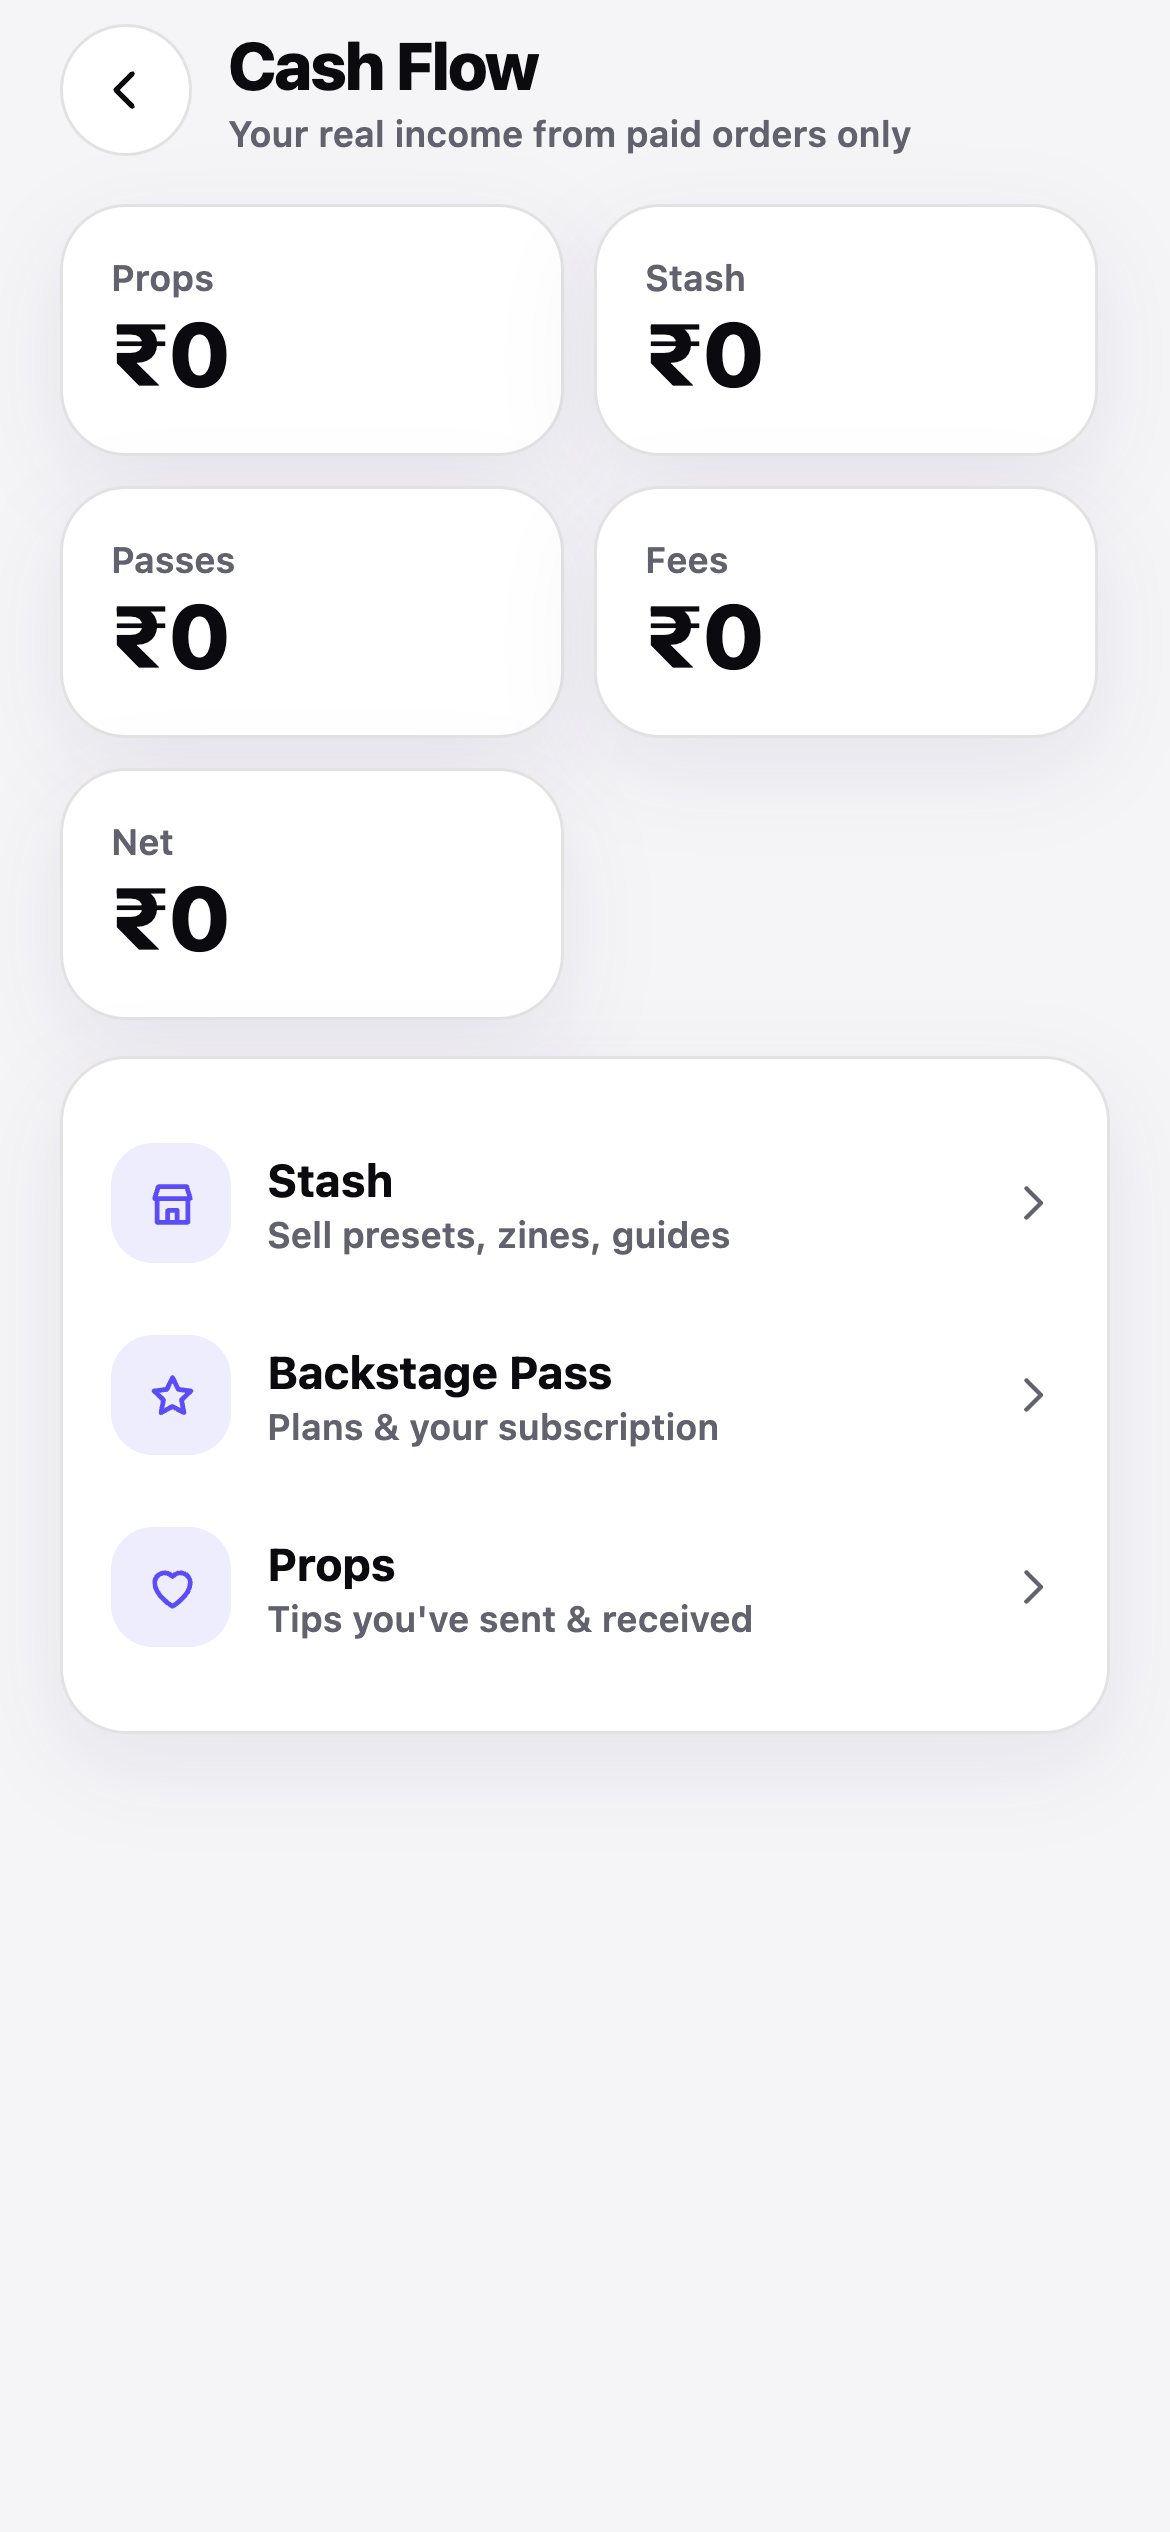 Cash Flow
Your real income from paid orders only
Props
₹0
Stash
₹0
Passes
₹0
Fees
₹0
Net
₹0
Stash
Sell presets, zines, guides
Backstage Pass
Plans & your subscription
Props
Tips you've sent & received